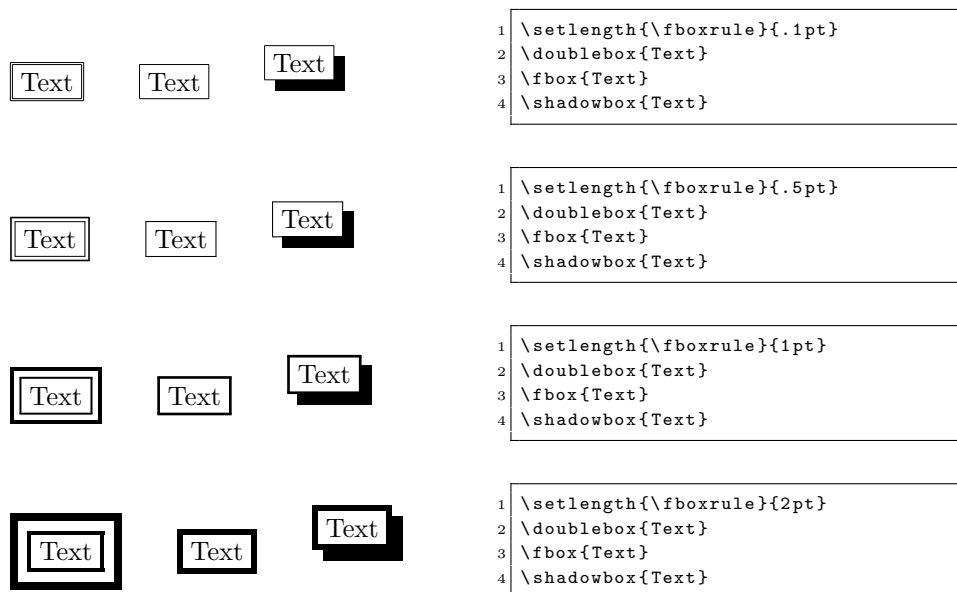 Text Text Text
1 \setlength{\fboxrule}{.1pt}
2 \doublebox{Text}
3 \fbox{Text}
4 \shadowbox{Text}
Text Text Text
1 \setlength{\fboxrule}{.5pt}
2 \doublebox{Text}
3 \fbox{Text}
4 \shadowbox{Text}
Text Text Text
1 \setlength{\fboxrule}{1pt}
2 \doublebox{Text}
3 \fbox{Text}
4 \shadowbox{Text}
Text Text Text
1 \setlength{\fboxrule}{2pt}
2 \doublebox{Text}
3 \fbox{Text}
4 \shadowbox{Text}